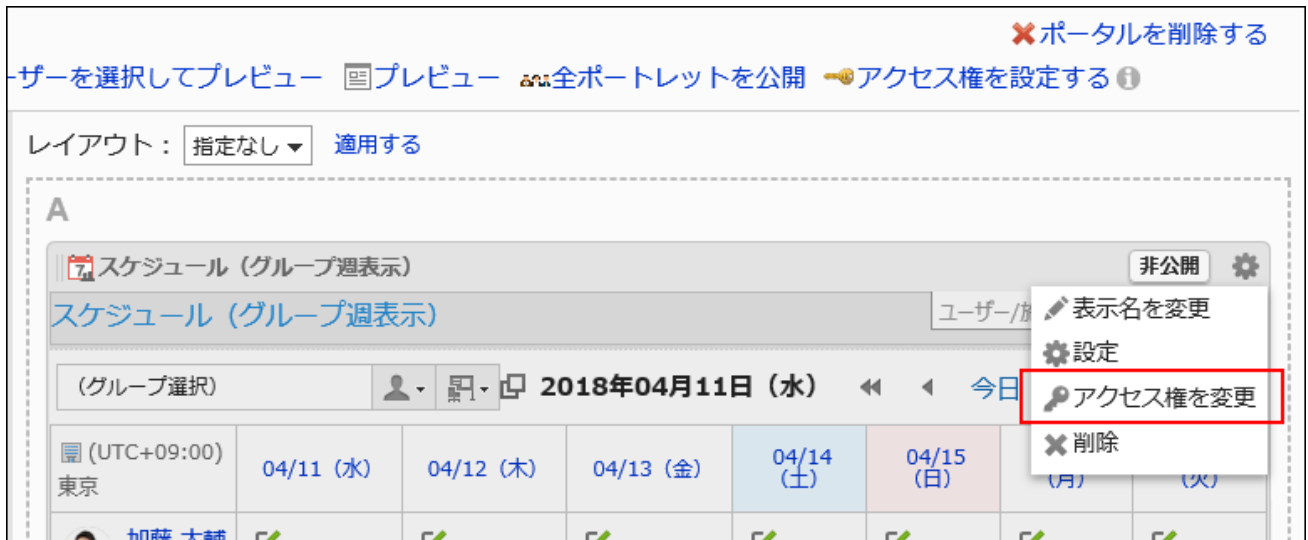 ポータルを削除する
ーザーを選択してプレビュー プレビュー 全ポートレットを公開 アクセス権を設定する
レイアウト： 指定なし 適用する
A
スケジュール（グループ週表示） 非公開
スケジュール（グループ週表示） ユーザー/施
表示名を変更
設定
アクセス権を変更
削除
（グループ選択） 2018年04月11日（水） 今日
(UTC+09:00)
東京
04/11（水） 04/12（木） 04/13（金） 04/14
（土） 04/15
（日） （月） （火）
加藤 大輔